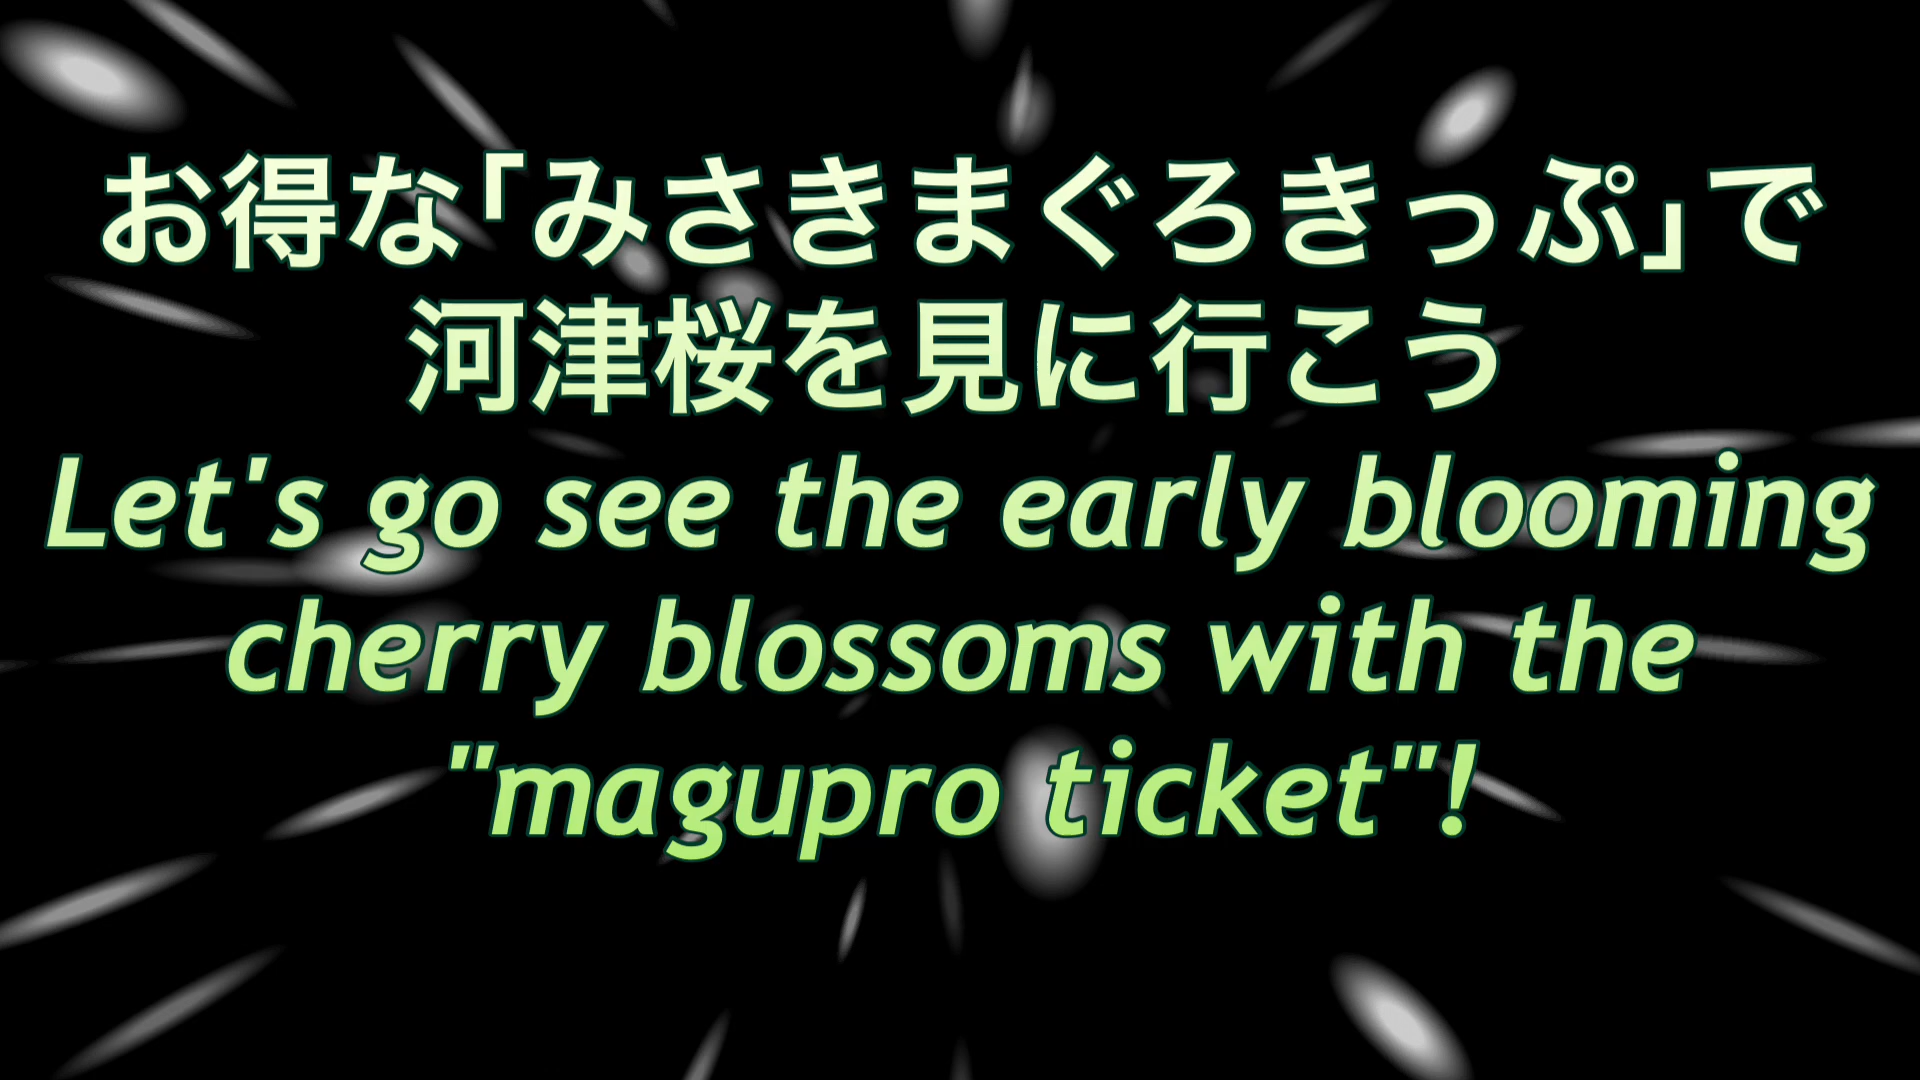 お得な「みさきまぐろきっぷ」で
河津桜を見に行こう
Let's go see the early blooming
cherry blossoms with the
"magupro ticket"!